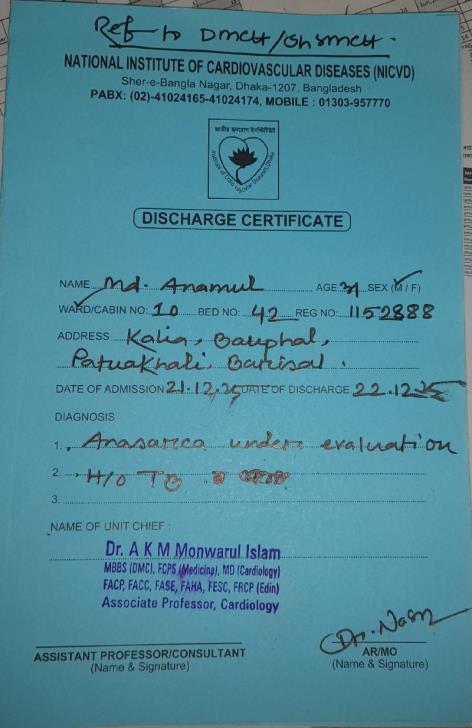 Ref to DMCH/ShSMCH.
NATIONAL INSTITUTE OF CARDIOVASCULAR DISEASES (NICVD)
Sher-e-Bangla Nagar, Dhaka-1207, Bangladesh
PABX: (02)-41024165-41024174, MOBILE : 01303-957770
DISCHARGE CERTIFICATE
NAME Md. Anamul AGE 31 SEX (M / F)
WARD/CABIN NO: 10 BED NO: 42 REG NO: 1152888
ADDRESS Kalia, Bauphal,
Patuakhali, Barisal.
DATE OF ADMISSION 21.12.25 DATE OF DISCHARGE 22.12.25
DIAGNOSIS
1. Anasarca under evaluation
2. H/O TB
3.
NAME OF UNIT CHIEF :
Dr. A K M Monwarul Islam
MBBS (DMC), FCPS (Medicine), MD (Cardiology)
FACP, FACC, FASE, FAHA, FESC, FRCP (Edin)
Associate Professor, Cardiology
ASSISTANT PROFESSOR/CONSULTANT
(Name & Signature)
Dr. Nasr
AR/MO
(Name & Signature)